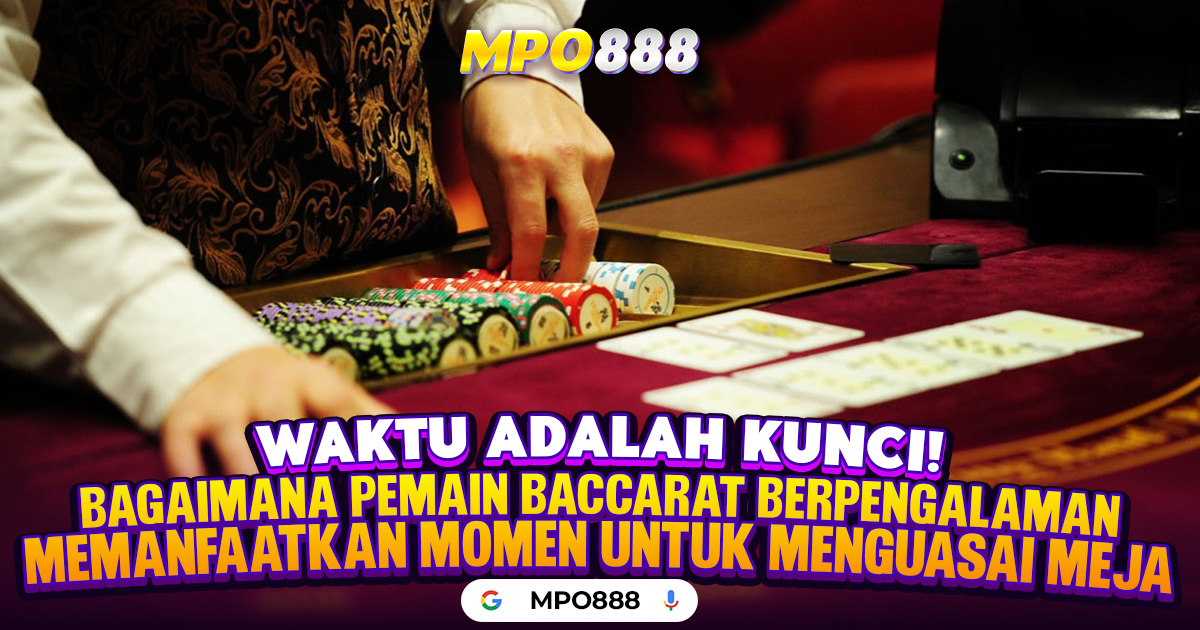 MPO888
WAKTU ADALAH KUNCI!
BAGAIMANA PEMAIN BACCARAT BERPENGALAMAN
MEMANFAATKAN MOMEN UNTUK MENGUASAI MEJA
MPO888